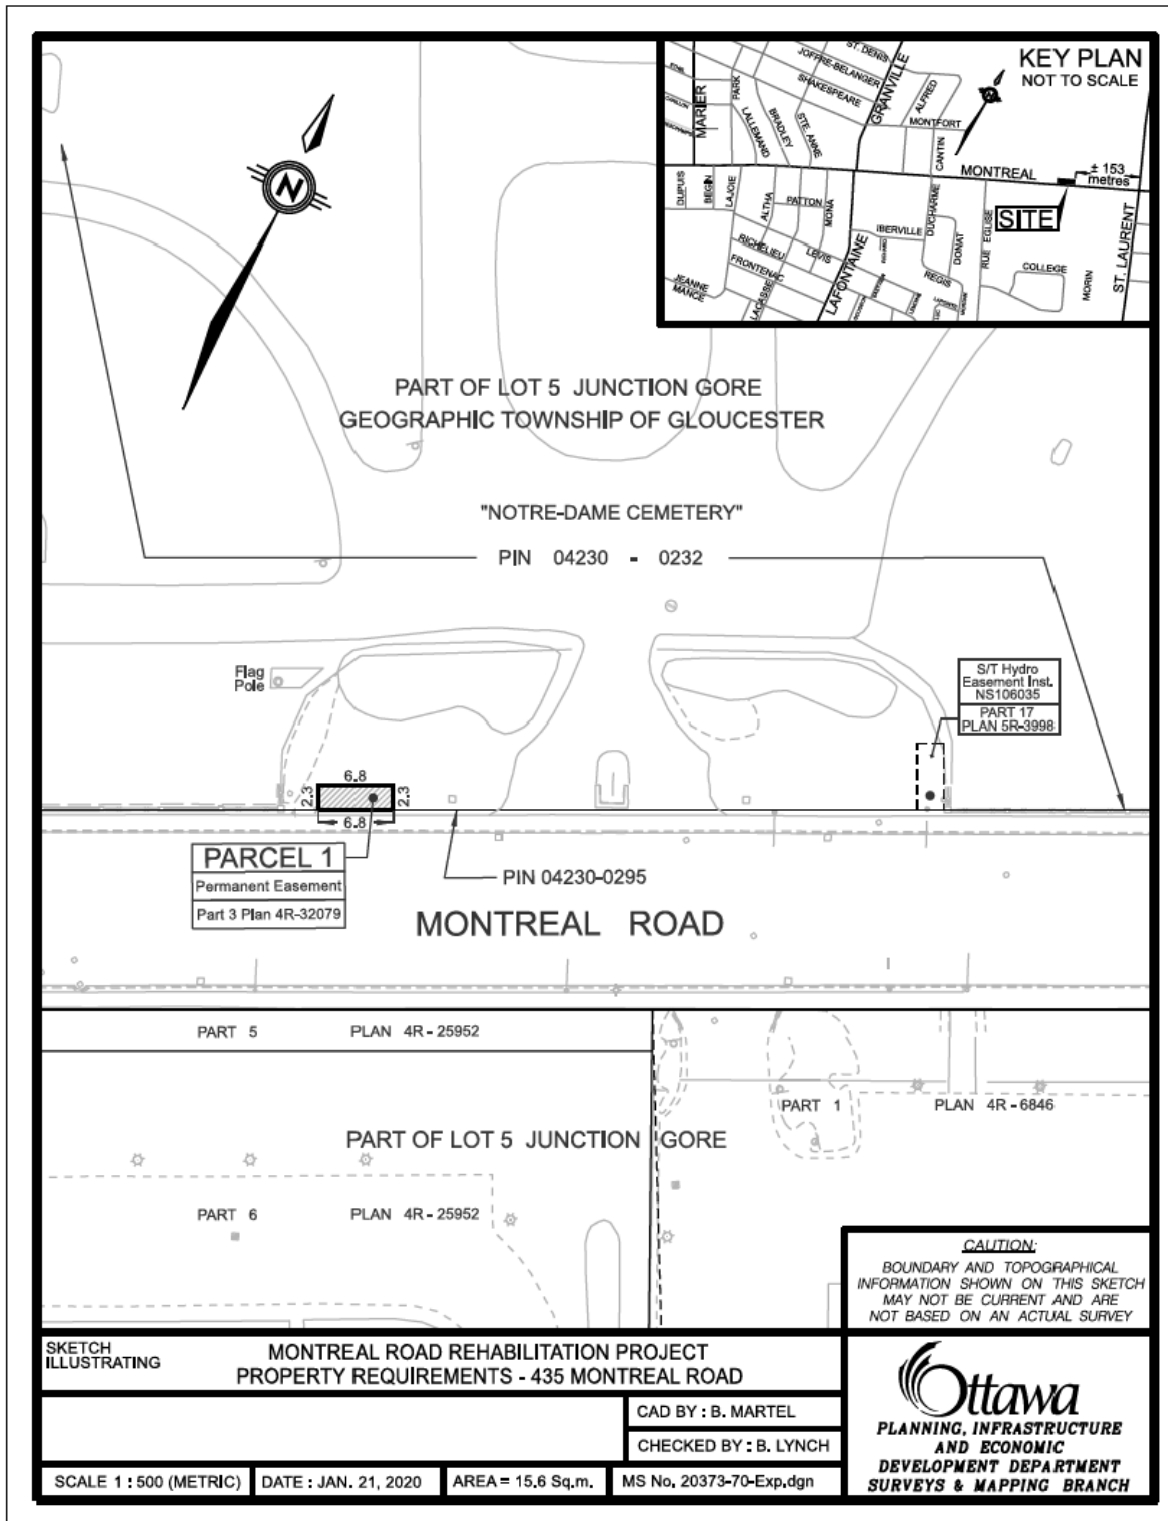 KEY PLAN
NOT TO SCALE
ST. DENIS
JOFFRE-BELANGER
SHAKESPEARE
GRANVILLE
ALFRED
MONTFORT
CANTIN
MARIER
PARK
LALLEMAND
BRADLEY
STE. ANNE
MONTREAL
± 153
metres
SITE
DUPUIS
BEGIN
LAJOIE
ALTHA
PATTON
MONA
RICHELIEU
LEVIS
FRONTENAC
JEANNE
MANCE
LACASSE
LAFONTAINE
IBERVILLE
DUCHARME
DONAT
REGIS
RUE EGLISE
COLLEGE
MORIN
ST. LAURENT
N
PART OF LOT 5 JUNCTION GORE
GEOGRAPHIC TOWNSHIP OF GLOUCESTER
"NOTRE-DAME CEMETERY"
PIN 04230 - 0232
Flag
Pole
S/T Hydro
Easement Inst.
NS106035
PART 17
PLAN 5R-3998
6.8
2.3
2.3
6.8
PARCEL 1
Permanent Easement
Part 3 Plan 4R-32079
PIN 04230-0295
MONTREAL ROAD
PART 5 PLAN 4R - 25952
PART 1 PLAN 4R - 6846
PART OF LOT 5 JUNCTION GORE
PART 6 PLAN 4R - 25952
CAUTION:
BOUNDARY AND TOPOGRAPHICAL
INFORMATION SHOWN ON THIS SKETCH
MAY NOT BE CURRENT AND ARE
NOT BASED ON AN ACTUAL SURVEY
SKETCH
ILLUSTRATING
MONTREAL ROAD REHABILITATION PROJECT
PROPERTY REQUIREMENTS - 435 MONTREAL ROAD
CAD BY : B. MARTEL
CHECKED BY : B. LYNCH
SCALE 1 : 500 (METRIC)
DATE : JAN. 21, 2020
AREA = 15.6 Sq.m.
MS No. 20373-70-Exp.dgn
Ottawa
PLANNING, INFRASTRUCTURE
AND ECONOMIC
DEVELOPMENT DEPARTMENT
SURVEYS & MAPPING BRANCH